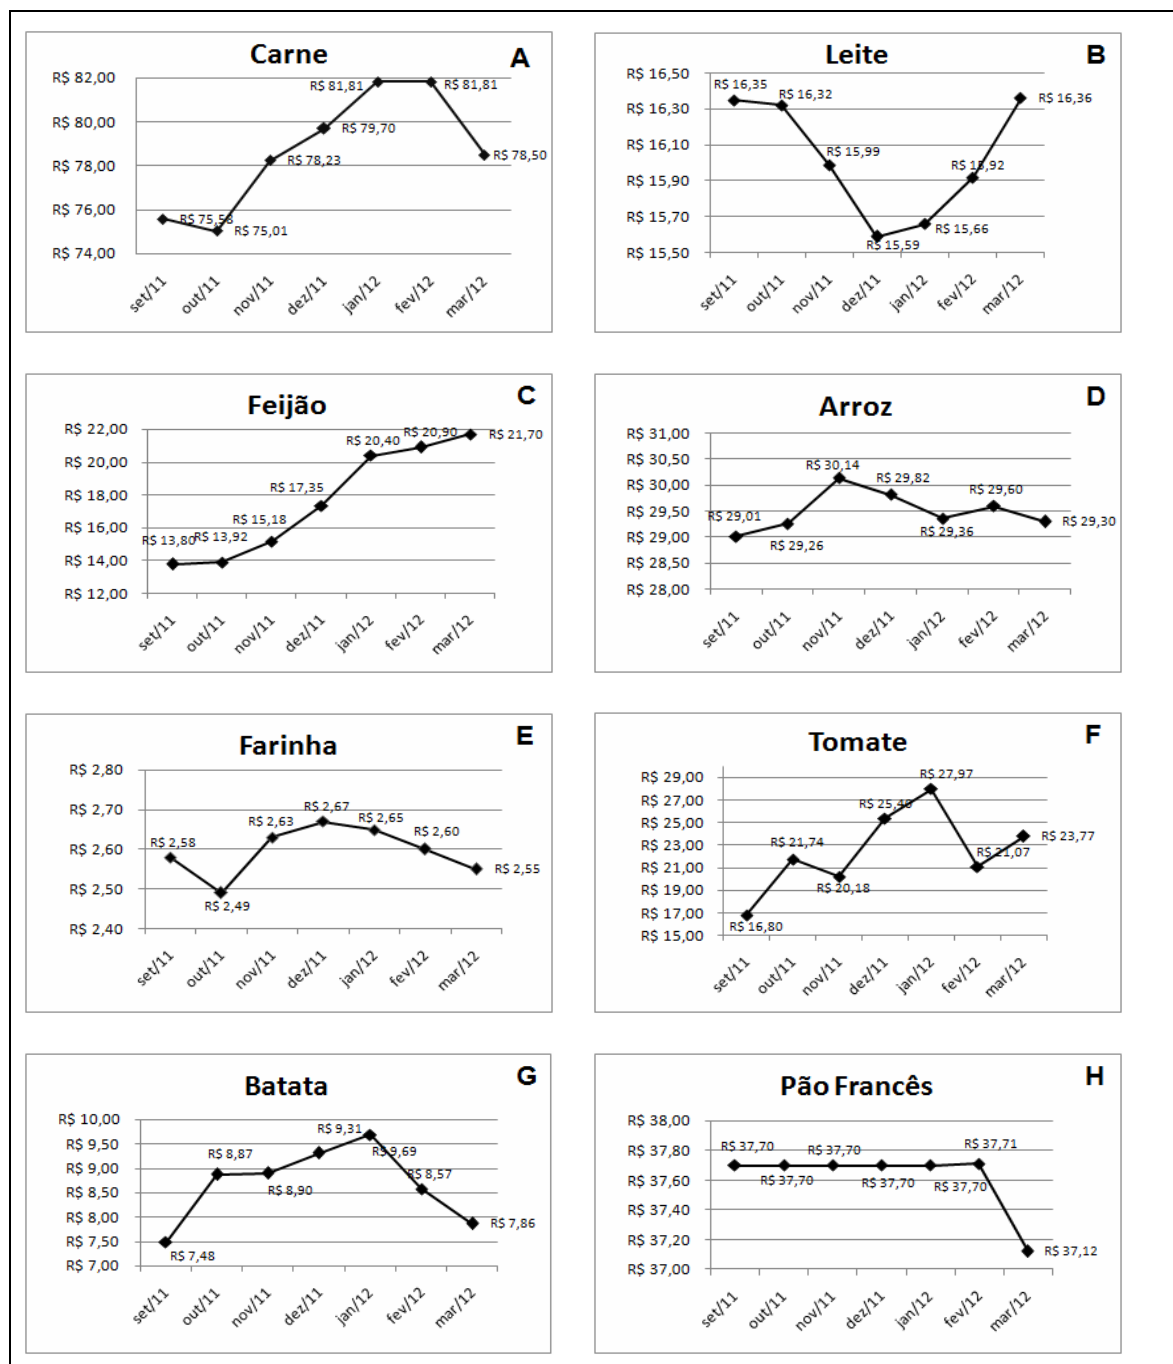 Carne
A
R$ 82,00
R$ 80,00
R$ 78,00
R$ 76,00
R$ 74,00
R$ 75,58
R$ 75,01
R$ 78,23
R$ 79,70
R$ 81,81
R$ 81,81
R$ 78,50
set/11
out/11
nov/11
dez/11
jan/12
fev/12
mar/12
Leite
B
R$ 16,50
R$ 16,30
R$ 16,10
R$ 15,90
R$ 15,70
R$ 15,50
R$ 16,35
R$ 16,32
R$ 15,99
R$ 15,59
R$ 15,66
R$ 15,92
R$ 16,36
set/11
out/11
nov/11
dez/11
jan/12
fev/12
mar/12
Feijão
C
R$ 22,00
R$ 20,00
R$ 18,00
R$ 16,00
R$ 14,00
R$ 12,00
R$ 13,80
R$ 13,92
R$ 15,18
R$ 17,35
R$ 20,40
R$ 20,90
R$ 21,70
set/11
out/11
nov/11
dez/11
jan/12
fev/12
mar/12
Arroz
D
R$ 31,00
R$ 30,50
R$ 30,00
R$ 29,50
R$ 29,00
R$ 28,50
R$ 28,00
R$ 29,01
R$ 29,26
R$ 30,14
R$ 29,82
R$ 29,36
R$ 29,60
R$ 29,30
set/11
out/11
nov/11
dez/11
jan/12
fev/12
mar/12
Farinha
E
R$ 2,80
R$ 2,70
R$ 2,60
R$ 2,50
R$ 2,40
R$ 2,58
R$ 2,49
R$ 2,63
R$ 2,67
R$ 2,65
R$ 2,60
R$ 2,55
set/11
out/11
nov/11
dez/11
jan/12
fev/12
mar/12
Tomate
F
R$ 29,00
R$ 27,00
R$ 25,00
R$ 23,00
R$ 21,00
R$ 19,00
R$ 17,00
R$ 15,00
R$ 16,80
R$ 21,74
R$ 20,18
R$ 25,40
R$ 27,97
R$ 21,07
R$ 23,77
set/11
out/11
nov/11
dez/11
jan/12
fev/12
mar/12
Batata
G
R$ 10,00
R$ 9,50
R$ 9,00
R$ 8,50
R$ 8,00
R$ 7,50
R$ 7,00
R$ 7,48
R$ 8,87
R$ 8,90
R$ 9,31
R$ 9,69
R$ 8,57
R$ 7,86
set/11
out/11
nov/11
dez/11
jan/12
fev/12
mar/12
Pão Francês
H
R$ 38,00
R$ 37,80
R$ 37,60
R$ 37,40
R$ 37,20
R$ 37,00
R$ 37,70
R$ 37,70
R$ 37,70
R$ 37,70
R$ 37,70
R$ 37,71
R$ 37,12
set/11
out/11
nov/11
dez/11
jan/12
fev/12
mar/12